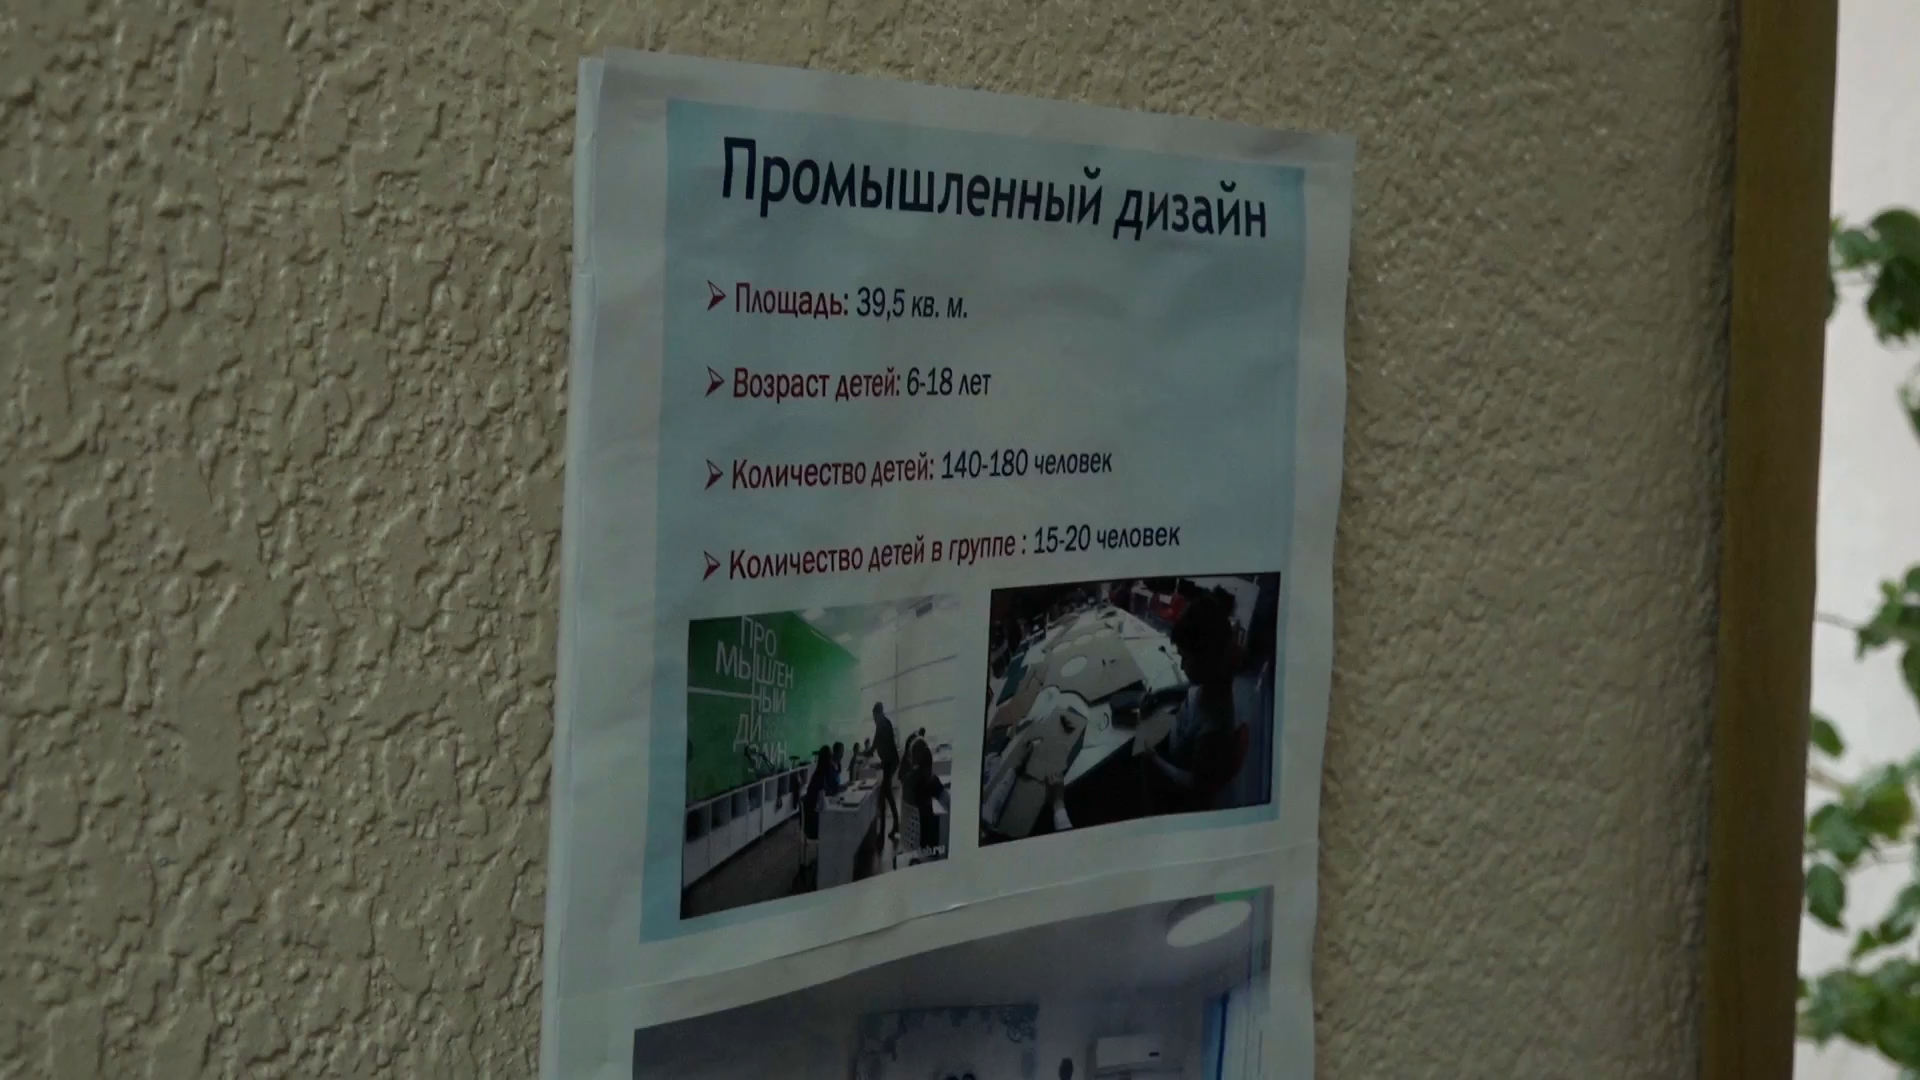 Промышленный дизайн
Площадь: 39,5 кв. м.
Возраст детей: 6-18 лет
Количество детей: 140-180 человек
Количество детей в группе : 15-20 человек
ПРО
МЫШЛЕН
НЫЙ
ДИ
ЗАЙН